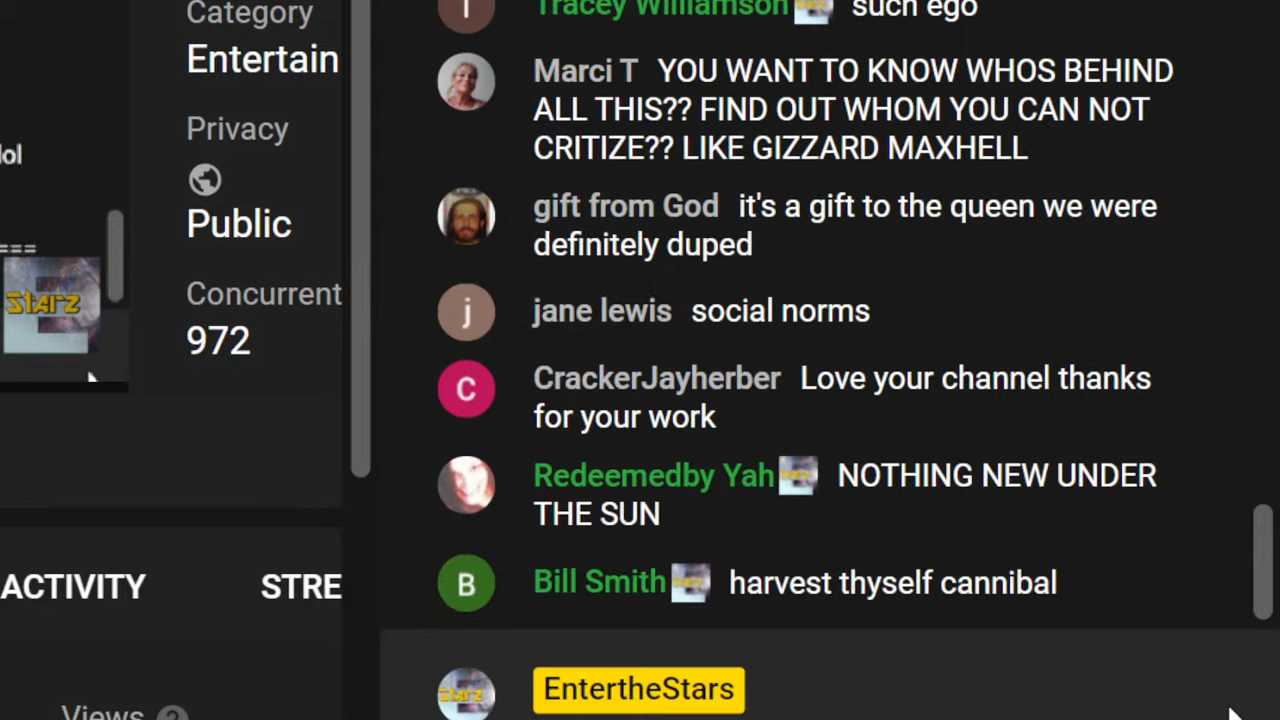 Category
Entertain
Privacy
Public
Concurrent
972
lol
===
Starz
ACTIVITY
STRE
Views
Tracey Williamson such ego
Marci T YOU WANT TO KNOW WHOS BEHIND
ALL THIS?? FIND OUT WHOM YOU CAN NOT
CRITIZE?? LIKE GIZZARD MAXHELL
gift from God it's a gift to the queen we were
definitely duped
j
jane lewis social norms
C
CrackerJayherber Love your channel thanks
for your work
Redeemedby Yah NOTHING NEW UNDER
THE SUN
B
Bill Smith harvest thyself cannibal
Starz
EntertheStars